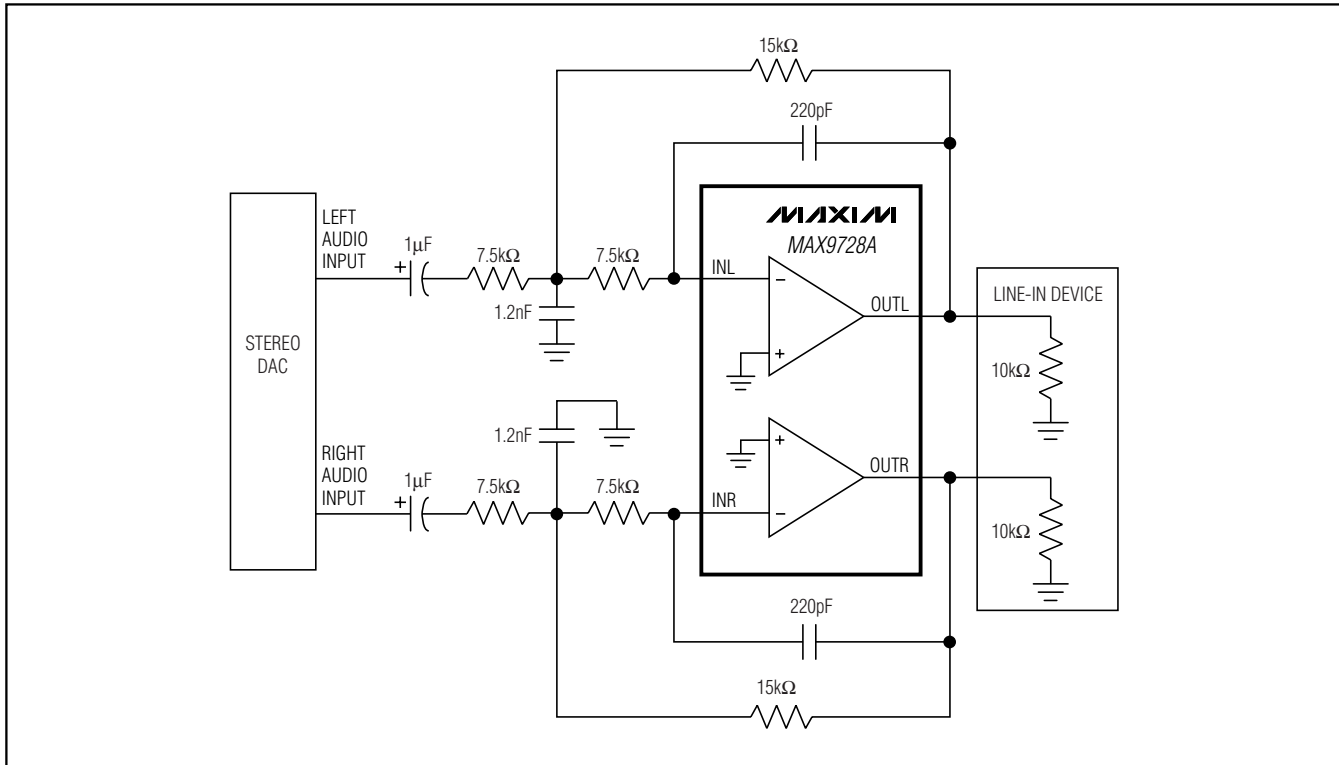 15kΩ
220pF
MAXIM
MAX9728A
LEFT
AUDIO
INPUT
+
1µF
7.5kΩ
7.5kΩ
INL
−
OUTL
LINE-IN DEVICE
1.2nF
+
10kΩ
STEREO
DAC
1.2nF
+
OUTR
RIGHT
AUDIO
INPUT
+
1µF
7.5kΩ
7.5kΩ
INR
−
10kΩ
220pF
15kΩ